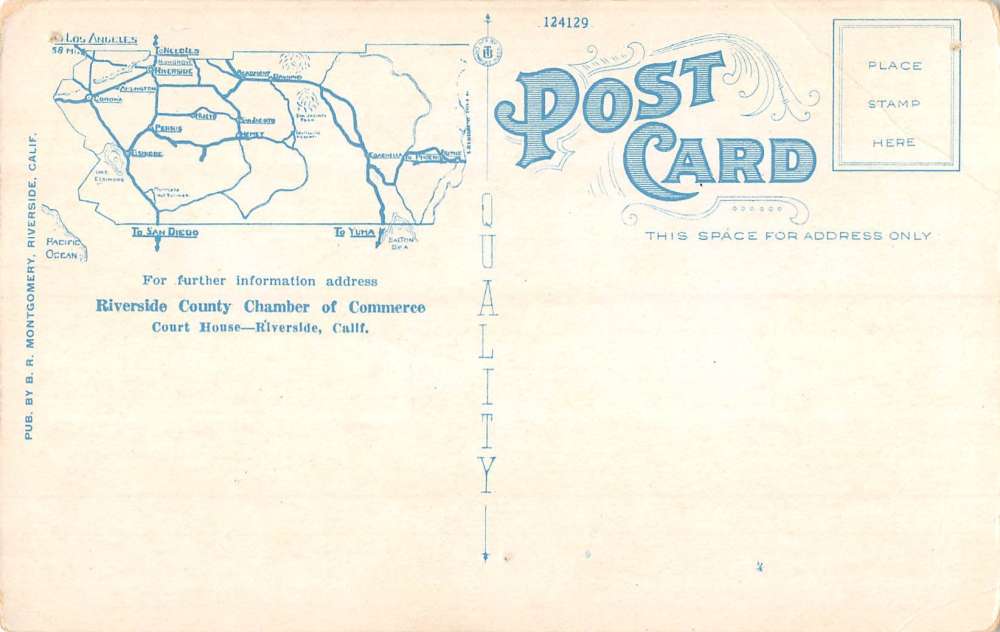 LOS ANGELES
58 MI
TO NEEDLES
RIVERSIDE
ARLINGTON
CORONA
BEAUMONT
BANNING
SAN JACINTO
PERRIS
HEMET
ELSINORE
LAKE
ELSINORE
COACHELLA
TO PHOENIX
BLYTHE
PACIFIC
OCEAN
TO SAN DIEGO
TO YUMA
SALTON
SEA
For further information address
Riverside County Chamber of Commerce
Court House—Riverside, Calif.
PUB. BY B. R. MONTGOMERY, RIVERSIDE, CALIF.
QUALITY
124129
POST
CARD
THIS SPACE FOR ADDRESS ONLY
PLACE
STAMP
HERE